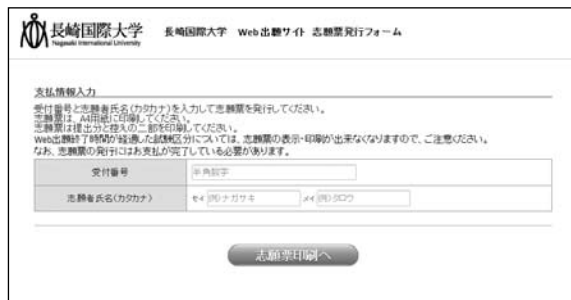 長崎国際大学
Nagasaki International University
長崎国際大学 Web出願サイト 志願票発行フォーム
支払情報入力
受付番号と志願者氏名(カタカナ)を入力して志願票を発行してください。
志願票は、A4用紙に印刷してください。
志願票は提出分と控えの二部を印刷してください。
Web出願終了時間が経過した試験区分については、志願票の表示・印刷が出来なくなりますので、ご注意ください。
なお、志願票の発行にはお支払が完了している必要があります。
受付番号 半角数字
志願者氏名(カタカナ) セイ (例)ナガサキ メイ (例)タロウ
志願票印刷へ